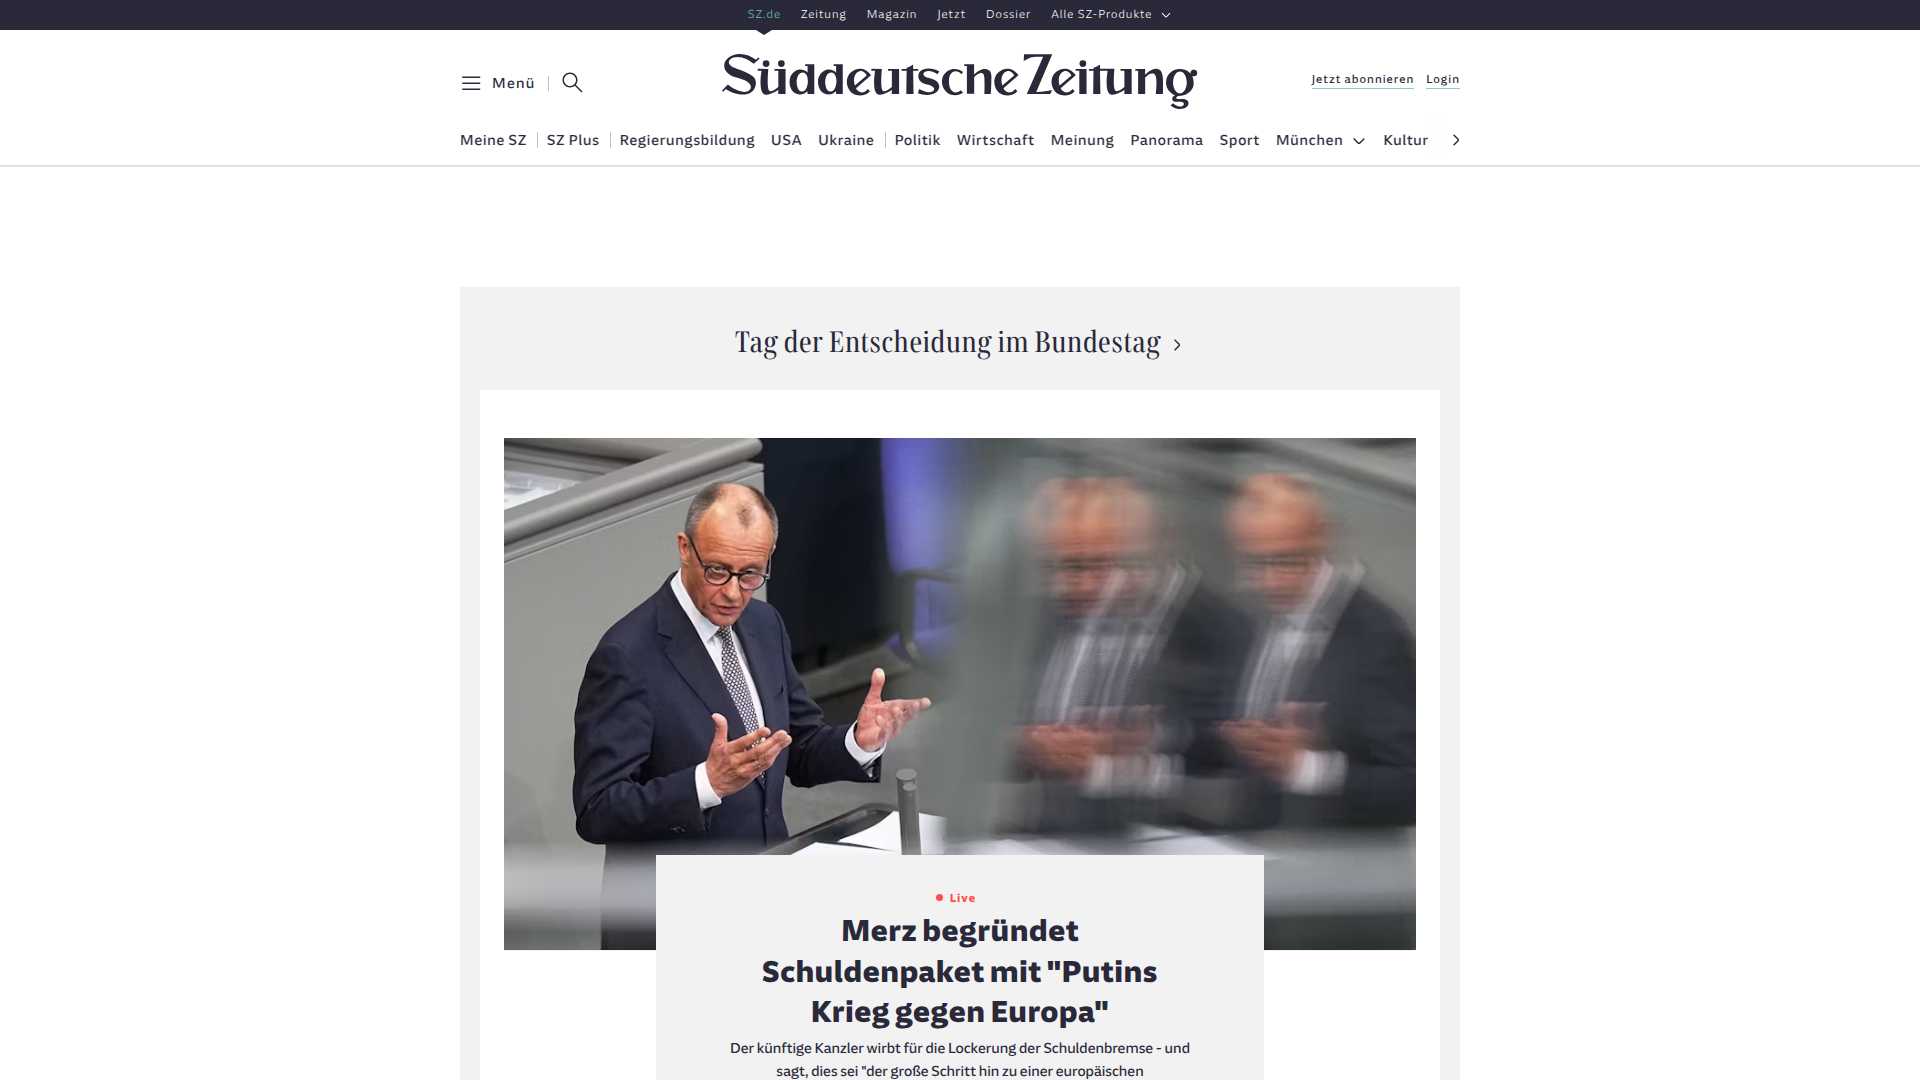 SZ.de Zeitung Magazin Jetzt Dossier Alle SZ-Produkte
Menü
Süddeutsche Zeitung
Jetzt abonnieren Login
Meine SZ SZ Plus Regierungsbildung USA Ukraine Politik Wirtschaft Meinung Panorama Sport München Kultur
Tag der Entscheidung im Bundestag
Live
Merz begründet
Schuldenpaket mit "Putins
Krieg gegen Europa"
Der künftige Kanzler wirbt für die Lockerung der Schuldenbremse - und
sagt, dies sei "der große Schritt hin zu einer europäischen